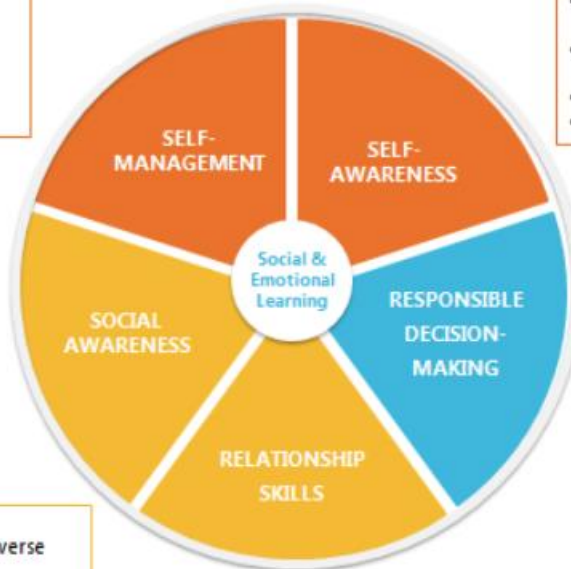 SELF-
MANAGEMENT
SELF-
AWARENESS
Social &
Emotional
Learning
RESPONSIBLE
DECISION-
MAKING
SOCIAL
AWARENESS
RELATIONSHIP
SKILLS
verse